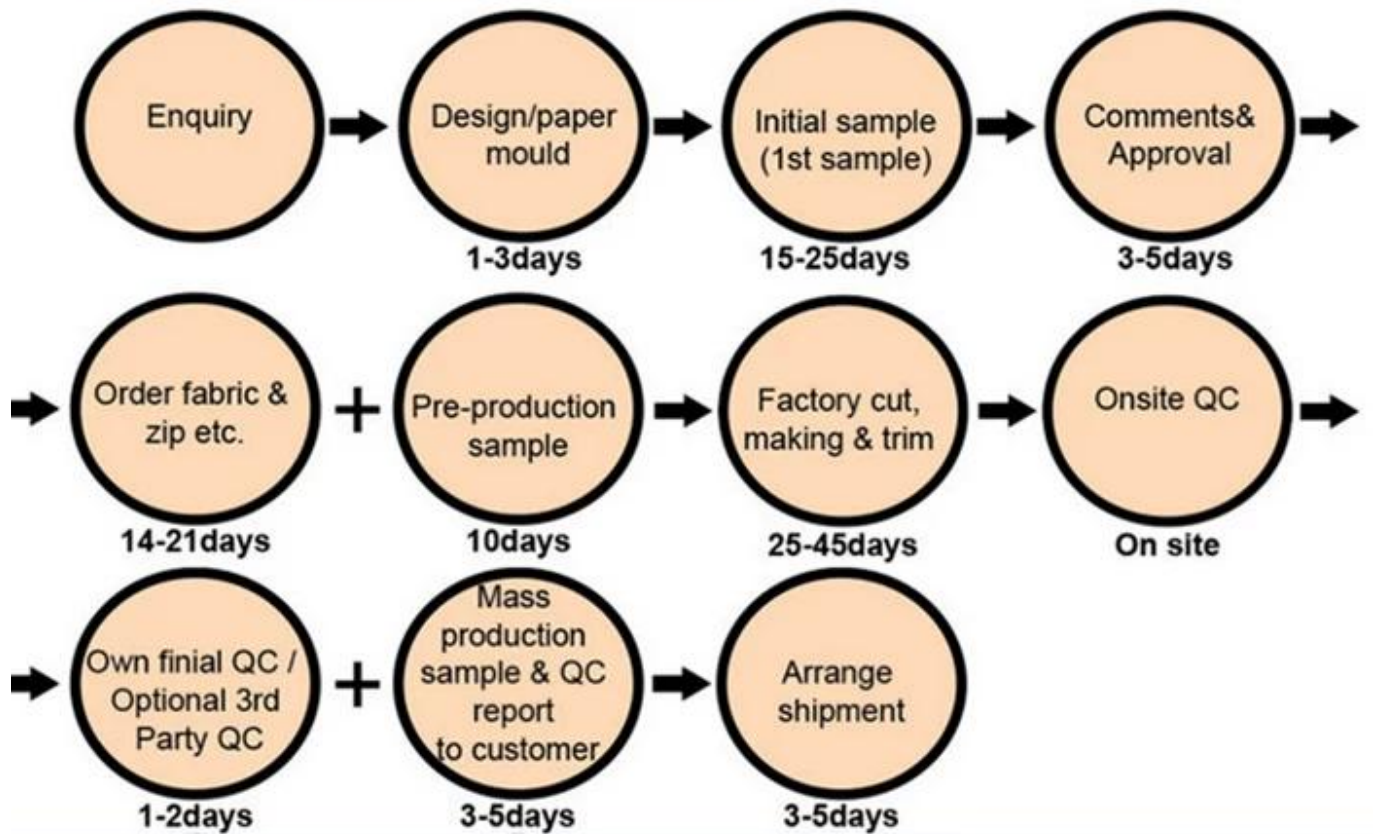 Enquiry
Design/paper
mould
1-3days
Initial sample
(1st sample)
15-25days
Comments&
Approval
3-5days
Order fabric &
zip etc.
14-21days
+
Pre-production
sample
10days
Factory cut,
making & trim
25-45days
Onsite QC
On site
Own finial QC /
Optional 3rd
Party QC
1-2days
+
Mass
production
sample & QC
report
to customer
3-5days
Arrange
shipment
3-5days